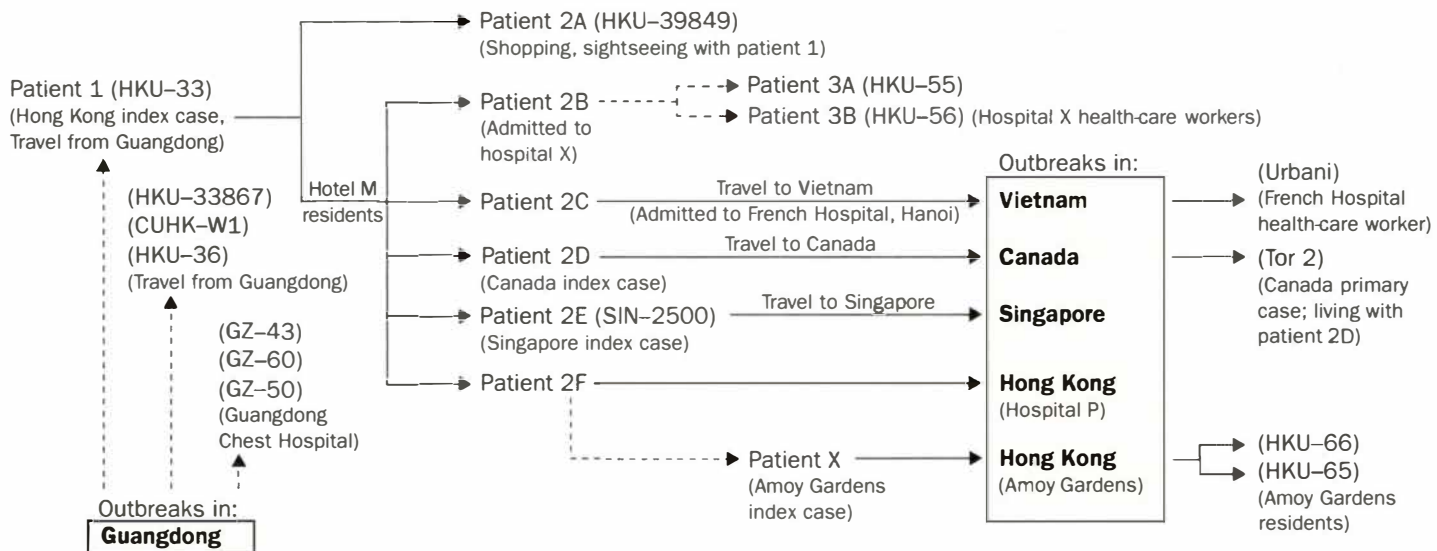 Patient 2A (HKU–39849)
(Shopping, sightseeing with patient 1)
Patient 1 (HKU-33)
(Hong Kong index case,
Travel from Guangdong)
Hotel M
residents
Patient 2B
(Admitted to
hospital X)
Patient 3A (HKU-55)
Patient 3B (HKU-56) (Hospital X health-care workers)
(HKU-33867)
(CUHK-W1)
(HKU-36)
(Travel from Guangdong)
(GZ-43)
(GZ-60)
(GZ-50)
(Guangdong
Chest Hospital)
Outbreaks in:
Guangdong
Patient 2C
Travel to Vietnam
(Admitted to French Hospital, Hanoi)
Patient 2D
(Canada index case)
Travel to Canada
Patient 2E (SIN-2500)
(Singapore index case)
Travel to Singapore
Patient 2F
Patient X
(Amoy Gardens
index case)
Outbreaks in:
Vietnam
Canada
Singapore
Hong Kong
(Hospital P)
Hong Kong
(Amoy Gardens)
(Urbani)
(French Hospital
health-care worker)
(Tor 2)
(Canada primary
case; living with
patient 2D)
(HKU-66)
(HKU-65)
(Amoy Gardens
residents)